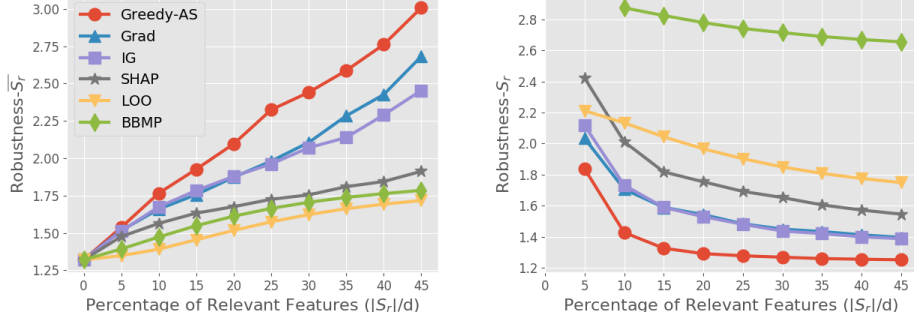 3.00
2.75
2.50
2.25
2.00
1.75
1.50
1.25
Robustness-$\overline{S_r}$
Greedy-AS
Grad
IG
SHAP
LOO
BBMP
0 5 10 15 20 25 30 35 40 45
Percentage of Relevant Features (|S_r|/d)
2.8
2.6
2.4
2.2
2.0
1.8
1.6
1.4
1.2
Robustness-S_r
0 5 10 15 20 25 30 35 40 45
Percentage of Relevant Features (|S_r|/d)